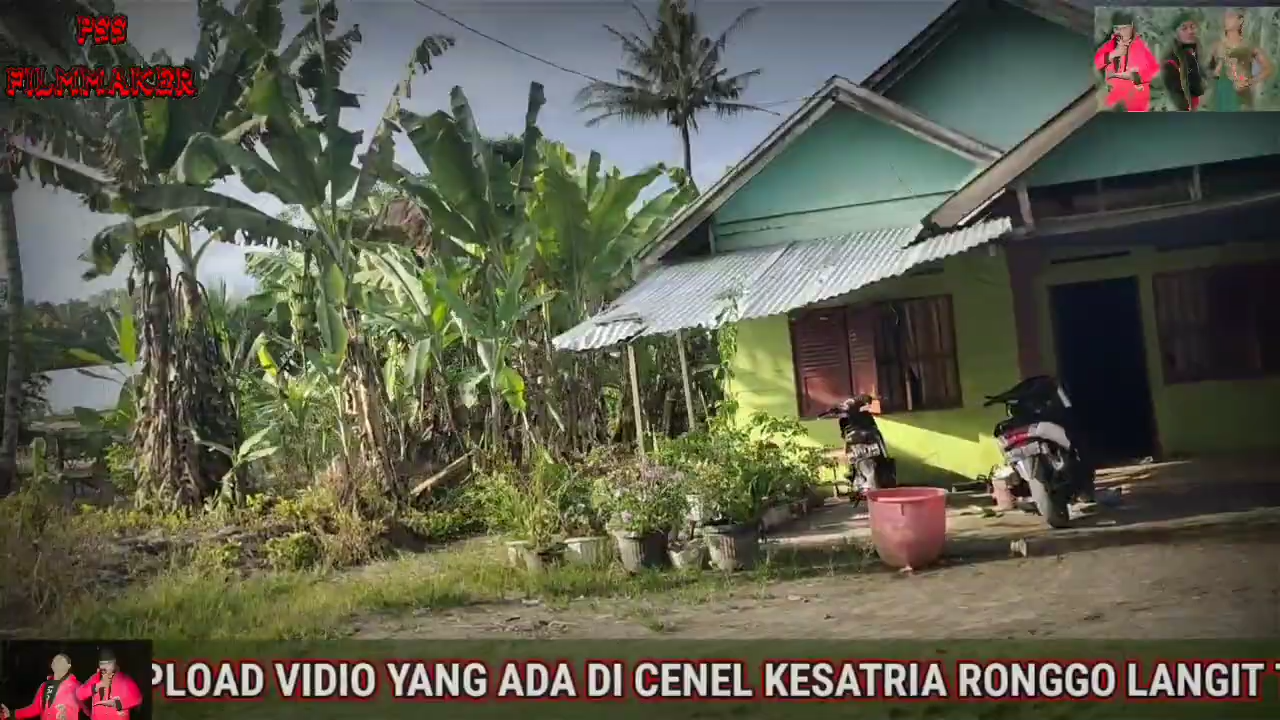 PSS
FILMMAKER
PLOAD VIDIO YANG ADA DI CENEL KESATRIA RONGGO LANGIT